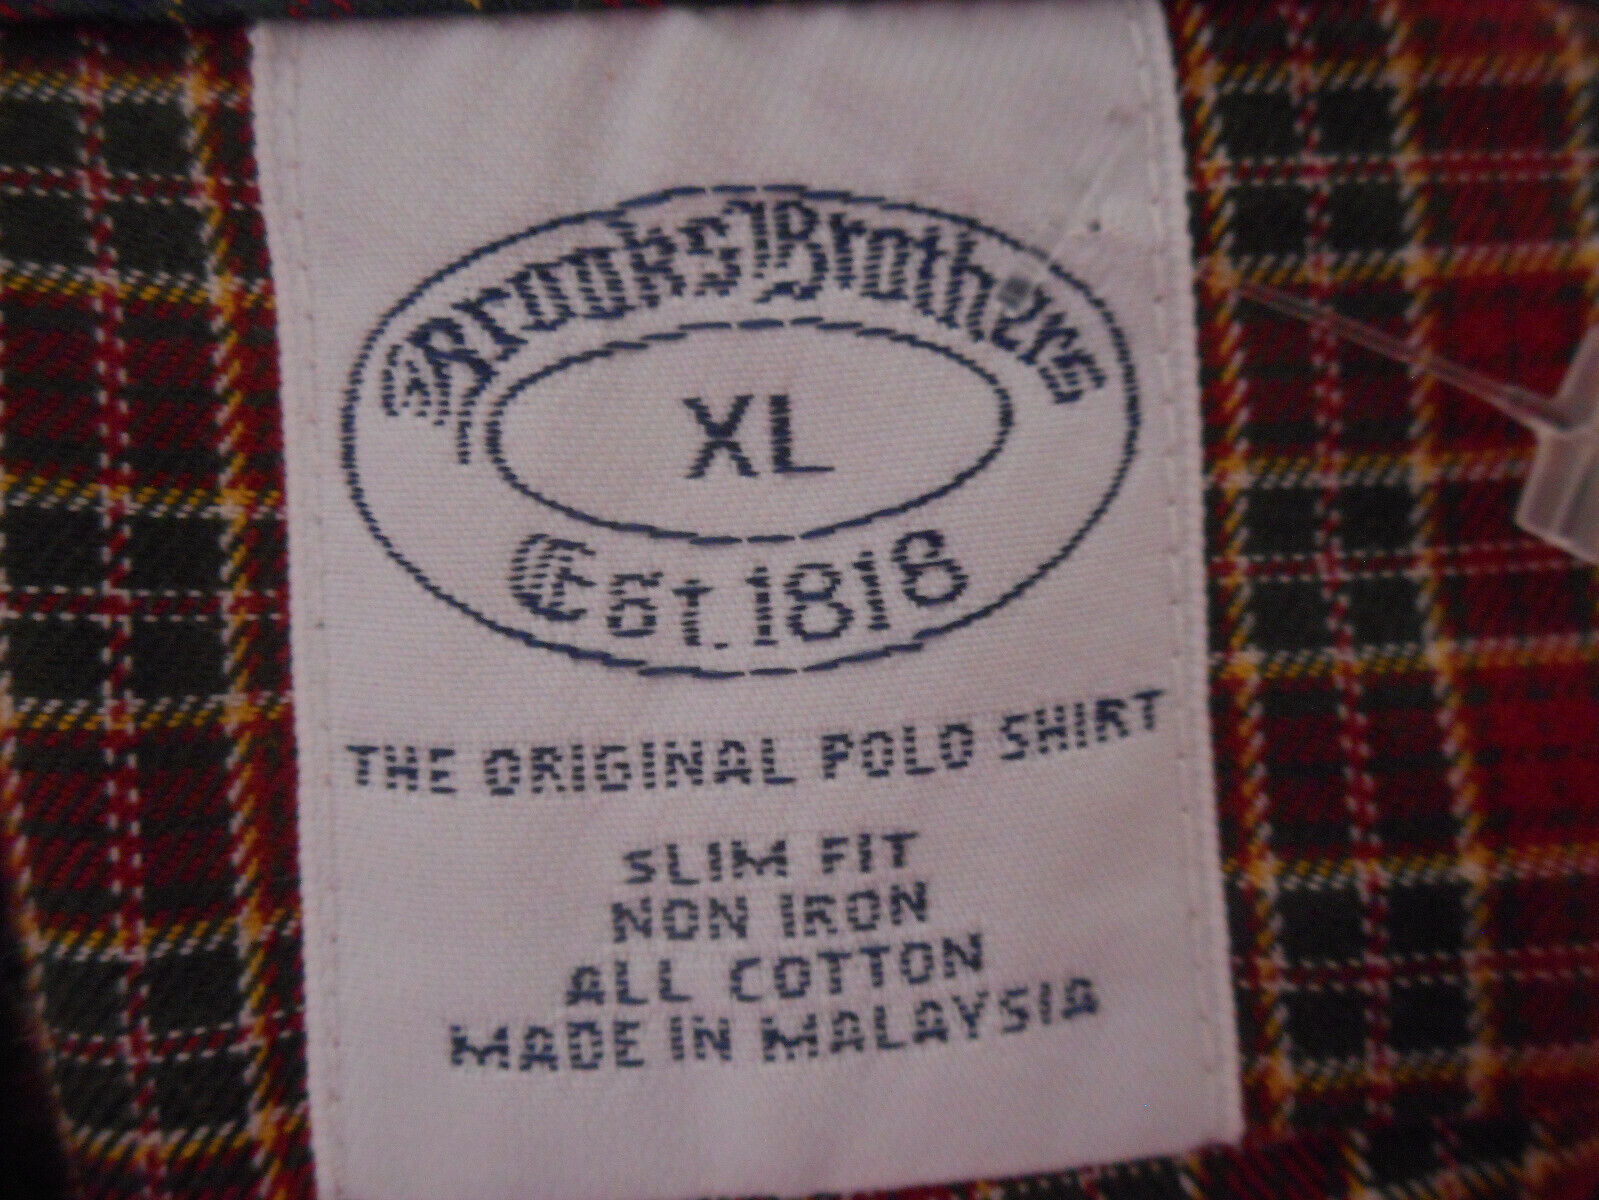 Brooks Brothers
XL
Est. 1818
THE ORIGINAL POLO SHIRT
SLIM FIT
NON IRON
ALL COTTON
MADE IN MALAYSIA